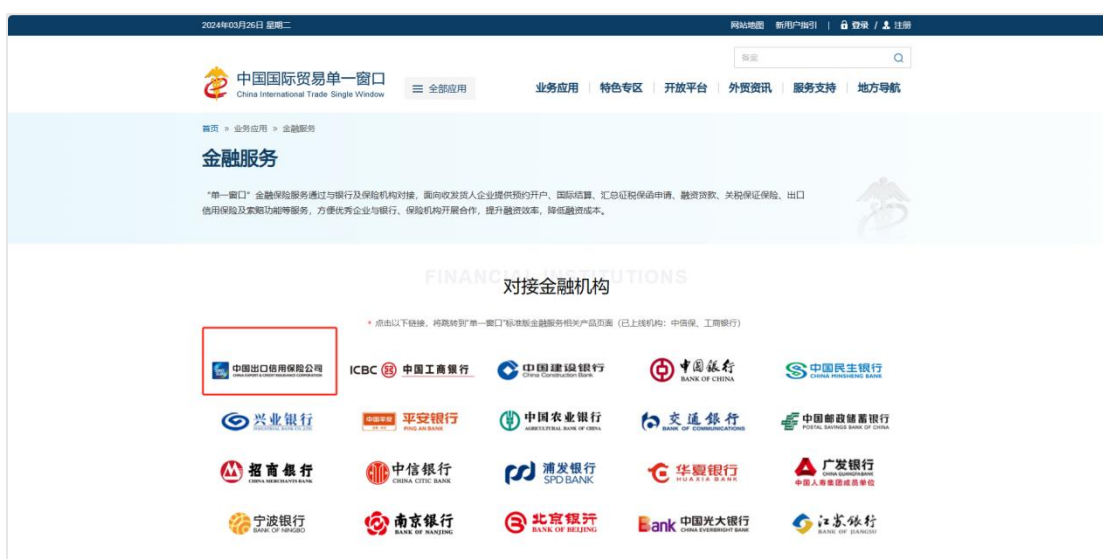 2024年03月26日 星期二 网站地图 新用户指引 | 登录 / 注册
搜索
中国国际贸易单一窗口
China International Trade Single Window
全部应用 业务应用 特色专区 开放平台 外贸资讯 服务支持 地方导航
首页 » 业务应用 » 金融服务
金融服务
“单一窗口”金融保险服务通过与银行及保险机构对接，面向收发货人企业提供预约开户、国际结算、汇总征税保函申请、融资贷款、关税保证保险、出口
信用保险及索赔功能等服务，方便优秀企业与银行、保险机构开展合作，提升融资效率，降低融资成本。
FINANCIAL INSTITUTIONS
对接金融机构
* 点击以下链接，将跳转到“单一窗口”标准版金融服务相关产品页面（已上线机构：中信保、工商银行）
中国出口信用保险公司 ICBC 中国工商银行 中国建设银行 中国银行 中国民生银行
CHINA EXPORT & CREDIT INSURANCE CORPORATION China Construction Bank BANK OF CHINA CHINA MINSHENG BANK
兴业银行 中国平安 平安银行 中国农业银行 交通银行 中国邮政储蓄银行
INDUSTRIAL BANK CO.,LTD. PING AN BANK AGRICULTURAL BANK OF CHINA BANK OF COMMUNICATIONS POSTAL SAVINGS BANK OF CHINA
招商银行 中信银行 浦发银行 华夏银行 广发银行
CHINA MERCHANTS BANK CHINA CITIC BANK SPD BANK HUAXIA BANK CHINA GUANGFA BANK
中国人寿集团成员单位
宁波银行 南京银行 北京银行 Bank 中国光大银行 江苏银行
BANK OF NINGBO BANK OF NANJING BANK OF BEIJING CHINA EVERBRIGHT BANK BANK OF JIANGSU